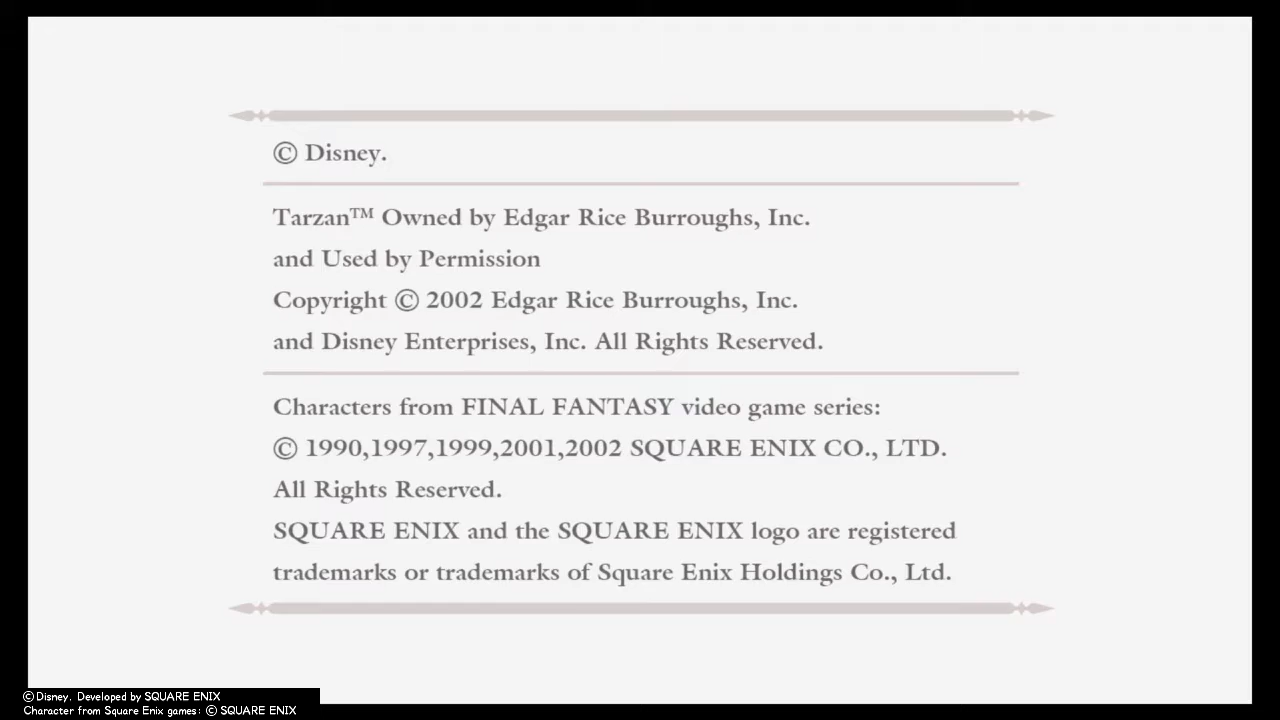 © Disney.
Tarzan™ Owned by Edgar Rice Burroughs, Inc.
and Used by Permission
Copyright © 2002 Edgar Rice Burroughs, Inc.
and Disney Enterprises, Inc. All Rights Reserved.
Characters from FINAL FANTASY video game series:
© 1990,1997,1999,2001,2002 SQUARE ENIX CO., LTD.
All Rights Reserved.
SQUARE ENIX and the SQUARE ENIX logo are registered
trademarks or trademarks of Square Enix Holdings Co., Ltd.
© Disney. Developed by SQUARE ENIX
Character from Square Enix games: © SQUARE ENIX